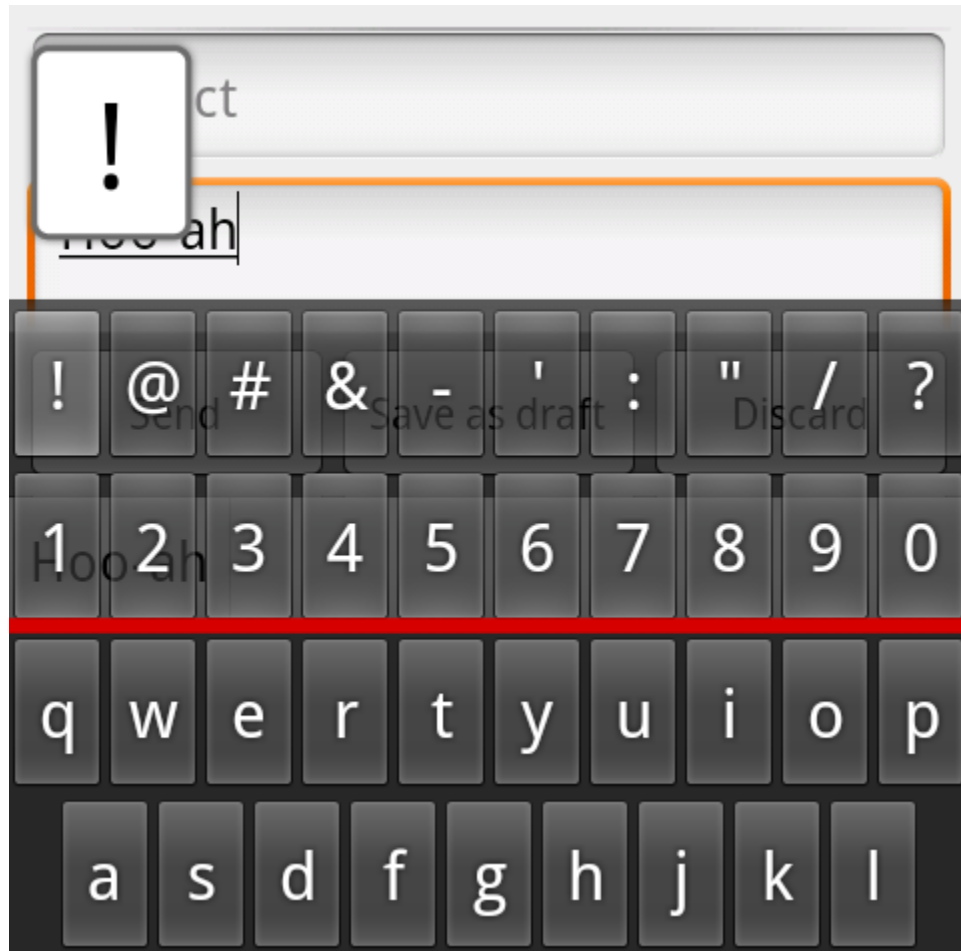 !
ct
Hoo-ah
! @ # & - ' : " / ?
Send Save as draft Discard
1 2 3 4 5 6 7 8 9 0
Hoo-ah
q w e r t y u i o p
a s d f g h j k l